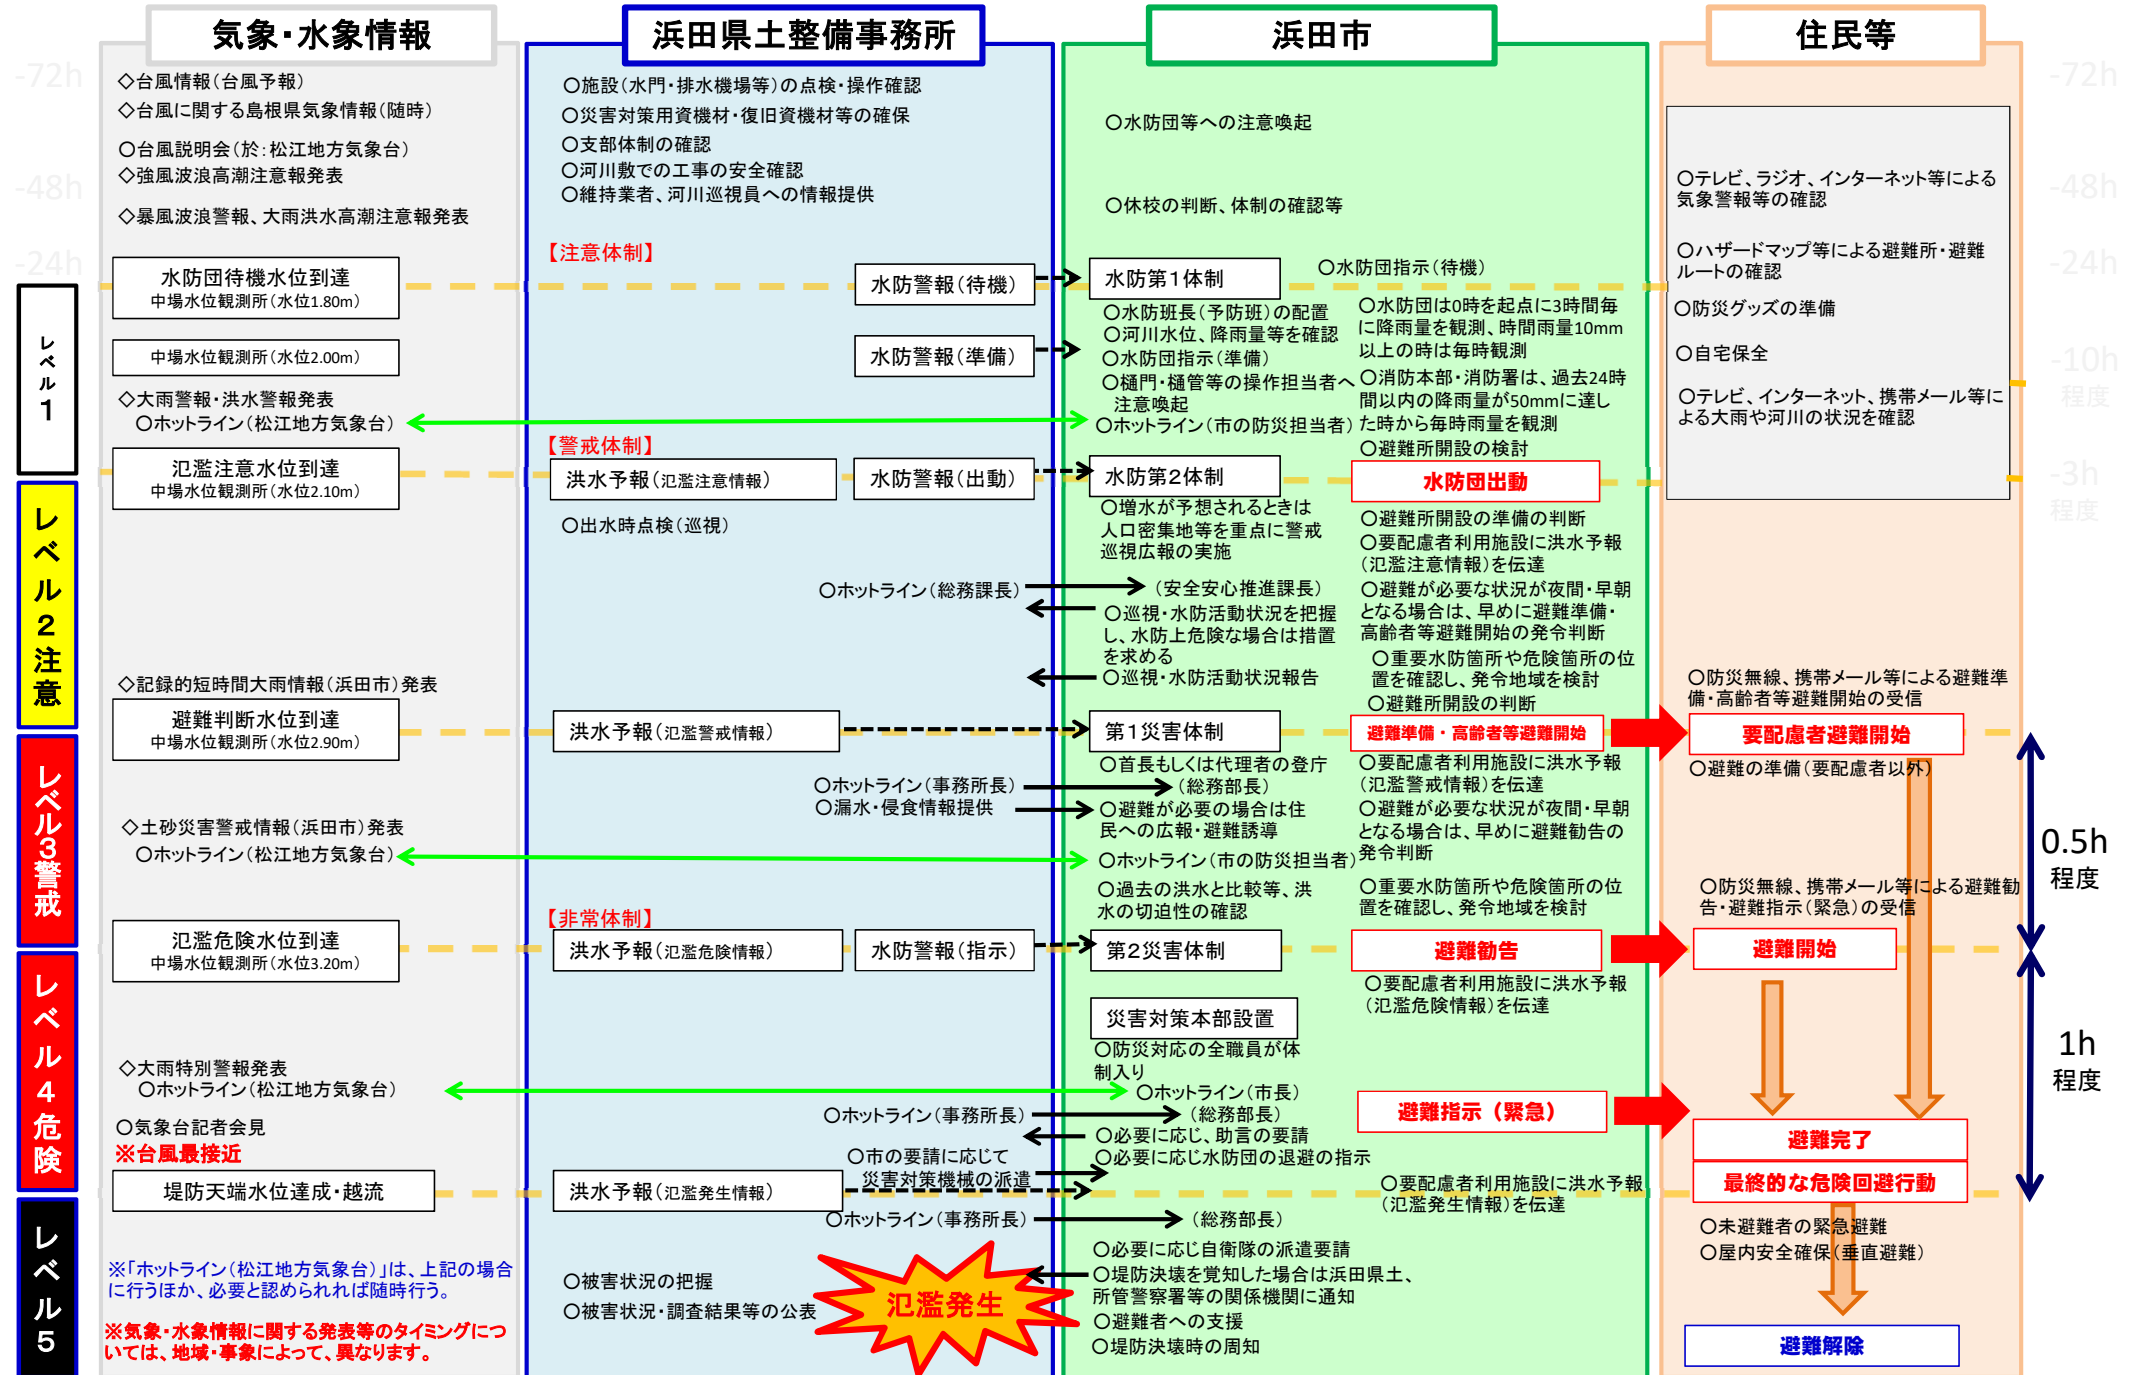 気象・水象情報
浜田県土整備事務所
浜田市
住民等
-72h
-48h
-24h
レベル1
レベル2注意
レベル3警戒
レベル4危険
レベル5
◇台風情報(台風予報)
◇台風に関する島根県気象情報(随時)
〇台風説明会(於:松江地方気象台)
◇強風波浪高潮注意報発表
◇暴風波浪警報、大雨洪水高潮注意報発表
水防団待機水位到達
中場水位観測所(水位1.80m)
中場水位観測所(水位2.00m)
◇大雨警報・洪水警報発表
〇ホットライン(松江地方気象台)
氾濫注意水位到達
中場水位観測所(水位2.10m)
◇記録的短時間大雨情報(浜田市)発表
避難判断水位到達
中場水位観測所(水位2.90m)
◇土砂災害警戒情報(浜田市)発表
〇ホットライン(松江地方気象台)
氾濫危険水位到達
中場水位観測所(水位3.20m)
◇大雨特別警報発表
〇ホットライン(松江地方気象台)
〇気象台記者会見
※台風最接近
堤防天端水位達成・越流
※「ホットライン(松江地方気象台)」は、上記の場合
に行うほか、必要と認められれば随時行う。
※気象・水象情報に関する発表等のタイミングにつ
いては、地域・事象によって、異なります。
〇施設(水門・排水機場等)の点検・操作確認
〇災害対策用資機材・復旧資機材等の確保
〇支部体制の確認
〇河川敷での工事の安全確認
〇維持業者、河川巡視員への情報提供
【注意体制】
水防警報(待機)
水防警報(準備)
【警戒体制】
洪水予報(氾濫注意情報)
水防警報(出動)
〇出水時点検(巡視)
〇ホットライン(総務課長)
洪水予報(氾濫警戒情報)
〇ホットライン(事務所長)
〇漏水・侵食情報提供
【非常体制】
洪水予報(氾濫危険情報)
水防警報(指示)
〇ホットライン(事務所長)
〇市の要請に応じて
災害対策機械の派遣
洪水予報(氾濫発生情報)
〇ホットライン(事務所長)
〇被害状況の把握
〇被害状況・調査結果等の公表
氾濫発生
〇水防団等への注意喚起
〇休校の判断、体制の確認等
水防第1体制
〇水防班長(予防班)の配置
〇河川水位、降雨量等を確認
〇水防団指示(準備)
〇樋門・樋管等の操作担当者へ
注意喚起
〇ホットライン(市の防災担当者)
〇水防団指示(待機)
〇水防団は0時を起点に3時間毎
に降雨量を観測、時間雨量10mm
以上の時は毎時観測
〇消防本部・消防署は、過去24時
間以内の降雨量が50mmに達し
た時から毎時雨量を観測
〇避難所開設の検討
水防第2体制
水防団出動
〇増水が予想されるときは
人口密集地等を重点に警戒
巡視広報の実施
(安全安心推進課長)
〇巡視・水防活動状況を把握
し、水防上危険な場合は措置
を求める
〇巡視・水防活動状況報告
〇避難所開設の準備の判断
〇要配慮者利用施設に洪水予報
(氾濫注意情報)を伝達
〇避難が必要な状況が夜間・早朝
となる場合は、早めに避難準備・
高齢者等避難開始の発令判断
〇重要水防箇所や危険箇所の位
置を確認し、発令地域を検討
〇避難所開設の判断
第1災害体制
避難準備・高齢者等避難開始
〇首長もしくは代理者の登庁
(総務部長)
〇避難が必要の場合は住
民への広報・避難誘導
〇ホットライン(市の防災担当者)
〇過去の洪水と比較等、洪
水の切迫性の確認
〇要配慮者利用施設に洪水予報
(氾濫警戒情報)を伝達
〇避難が必要な状況が夜間・早朝
となる場合は、早めに避難勧告の
発令判断
〇重要水防箇所や危険箇所の位
置を確認し、発令地域を検討
第2災害体制
避難勧告
〇要配慮者利用施設に洪水予報
(氾濫危険情報)を伝達
災害対策本部設置
〇防災対応の全職員が体
制入り
〇ホットライン(市長)
(総務部長)
〇必要に応じ、助言の要請
〇必要に応じ水防団の退避の指示
避難指示(緊急)
〇要配慮者利用施設に洪水予報
(氾濫発生情報)を伝達
(総務部長)
〇必要に応じ自衛隊の派遣要請
〇堤防決壊を覚知した場合は浜田県土、
所管警察署等の関係機関に通知
〇避難者への支援
〇堤防決壊時の周知
〇テレビ、ラジオ、インターネット等による
気象警報等の確認
〇ハザードマップ等による避難所・避難
ルートの確認
〇防災グッズの準備
〇自宅保全
〇テレビ、インターネット、携帯メール等に
よる大雨や河川の状況を確認
〇防災無線、携帯メール等による避難準
備・高齢者等避難開始の受信
要配慮者避難開始
〇避難の準備(要配慮者以外)
〇防災無線、携帯メール等による避難勧
告・避難指示(緊急)の受信
避難開始
避難完了
最終的な危険回避行動
〇未避難者の緊急避難
〇屋内安全確保(垂直避難)
避難解除
-72h
-48h
-24h
-10h
程度
-3h
程度
0.5h
程度
1h
程度